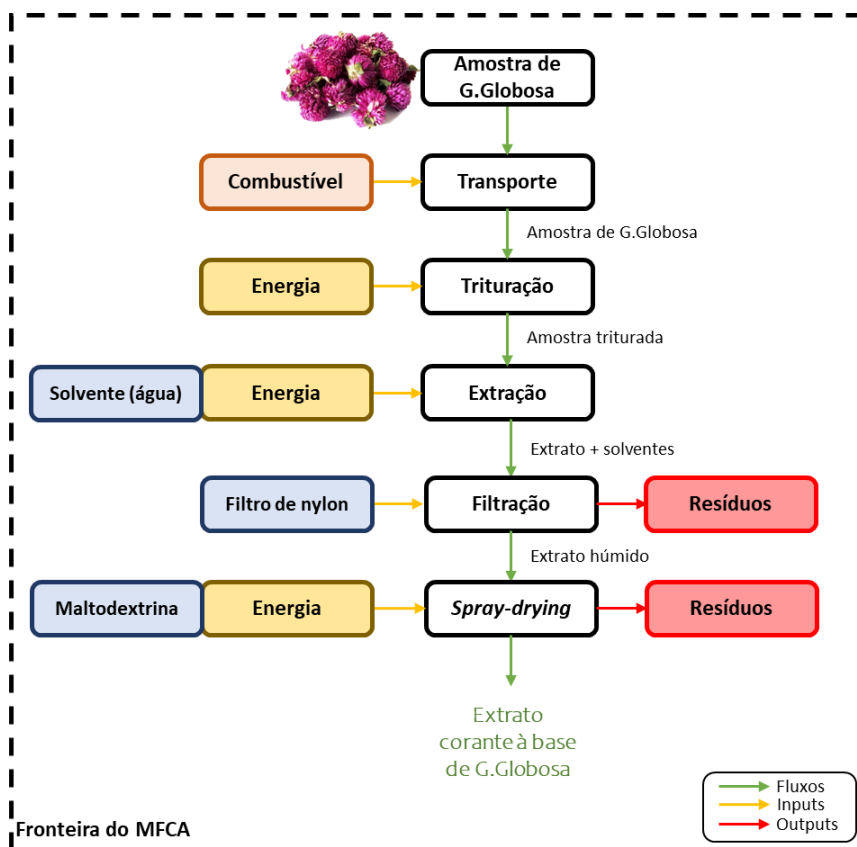 Amostra de
G.Globosa
Combustível
Transporte
Amostra de G.Globosa
Energia
Trituração
Amostra triturada
Solvente (água)
Energia
Extração
Extrato + solventes
Filtro de nylon
Filtração
Resíduos
Extrato húmido
Maltodextrina
Energia
Spray-drying
Resíduos
Extrato
corante à base
de G.Globosa
Fluxos
Inputs
Outputs
Fronteira do MFCA